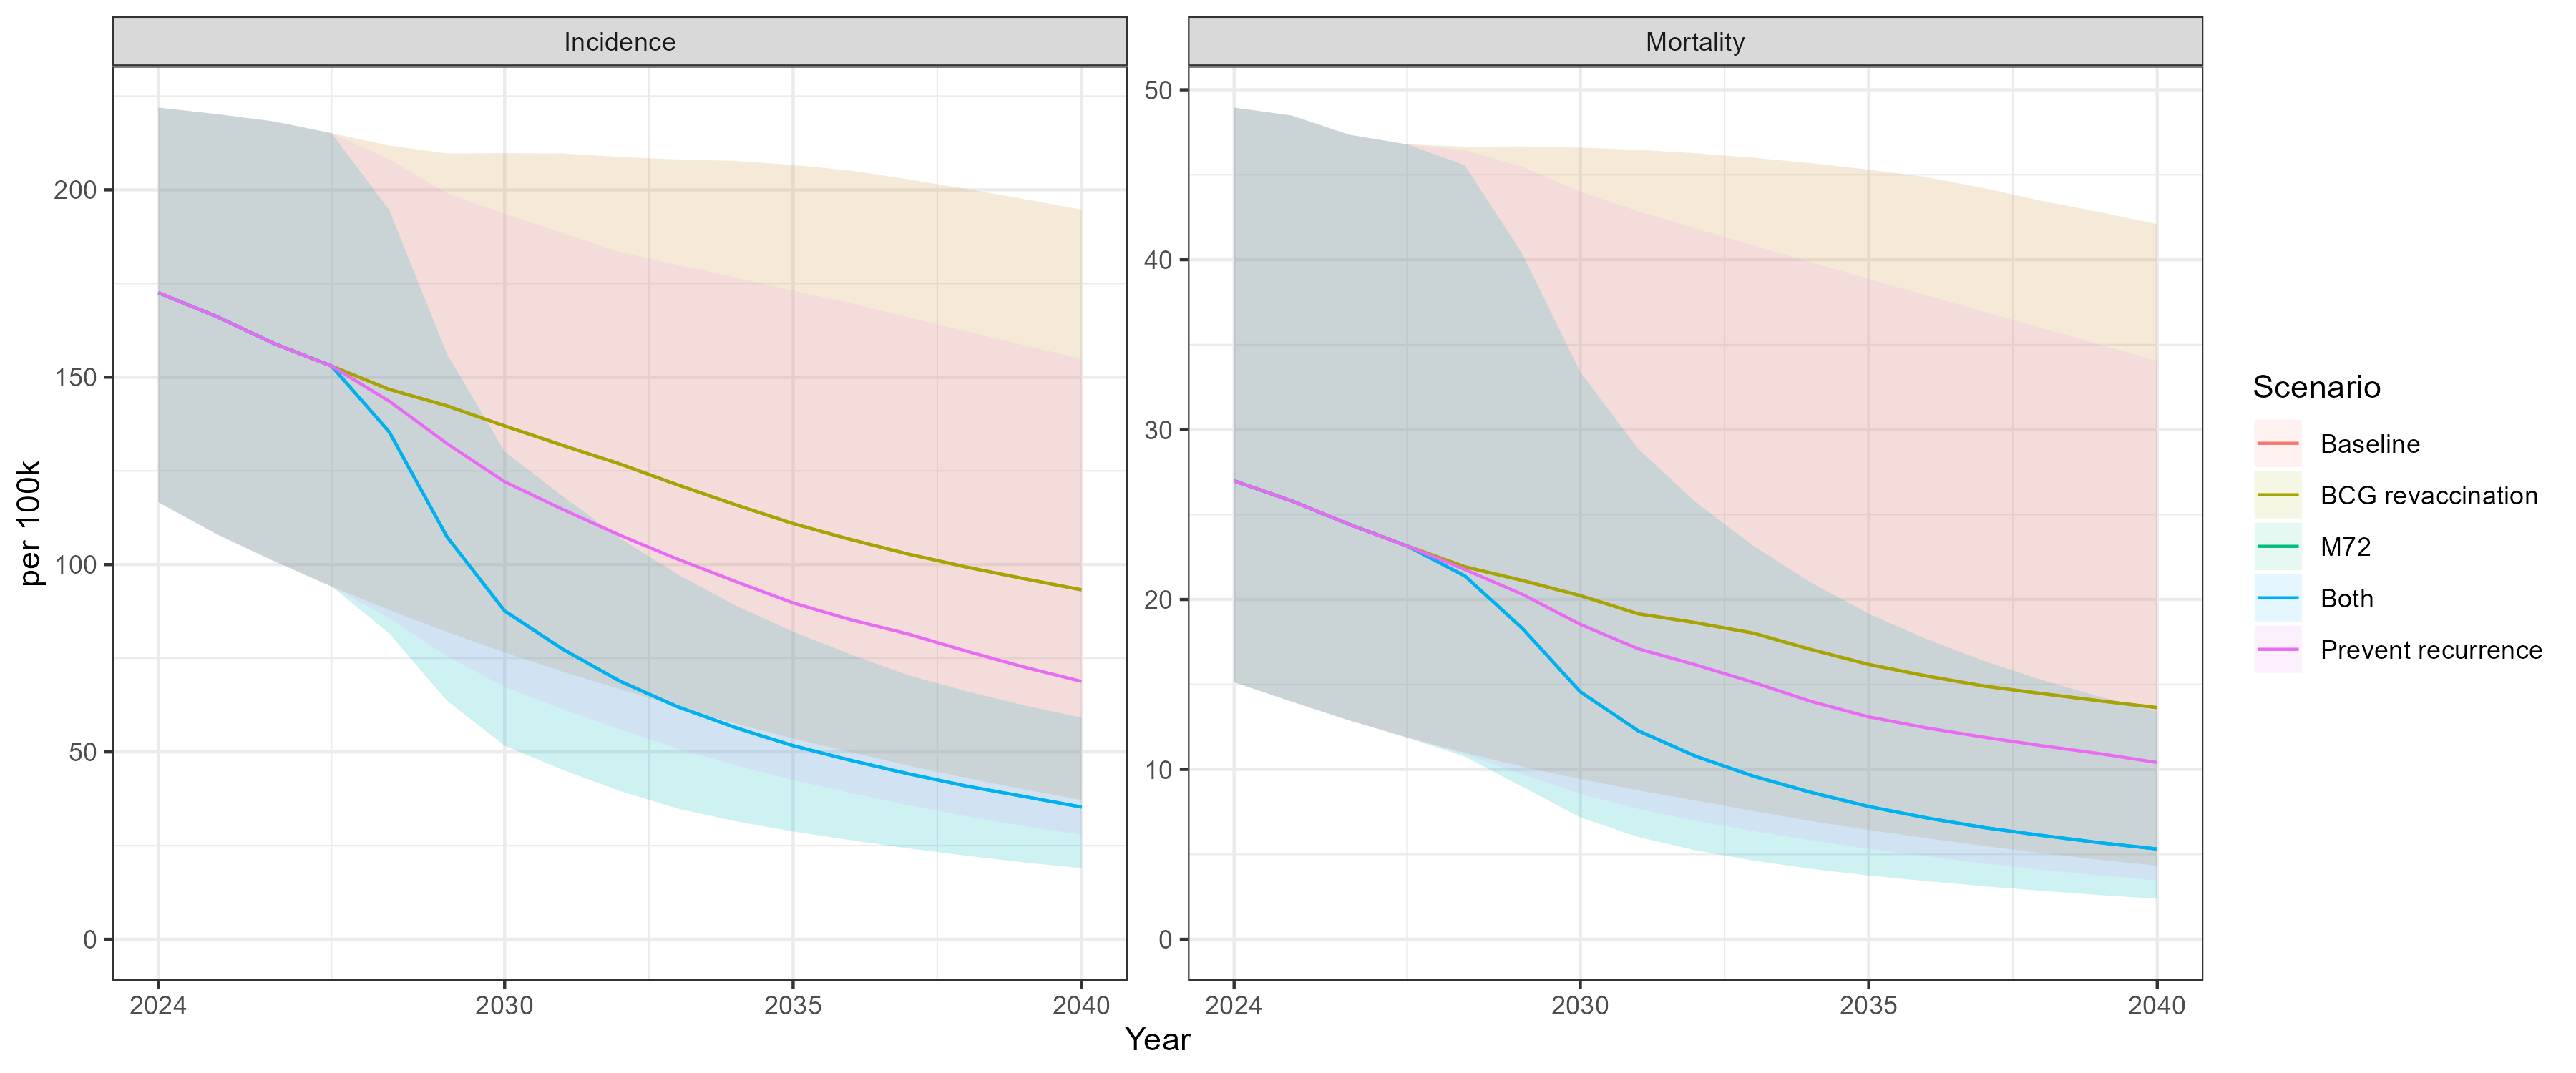 Incidence
Mortality
per 100k
200
150
100
50
0
50
40
30
20
10
0
2024
2030
2035
2040
2024
2030
2035
2040
Year
Scenario
Baseline
BCG revaccination
M72
Both
Prevent recurrence